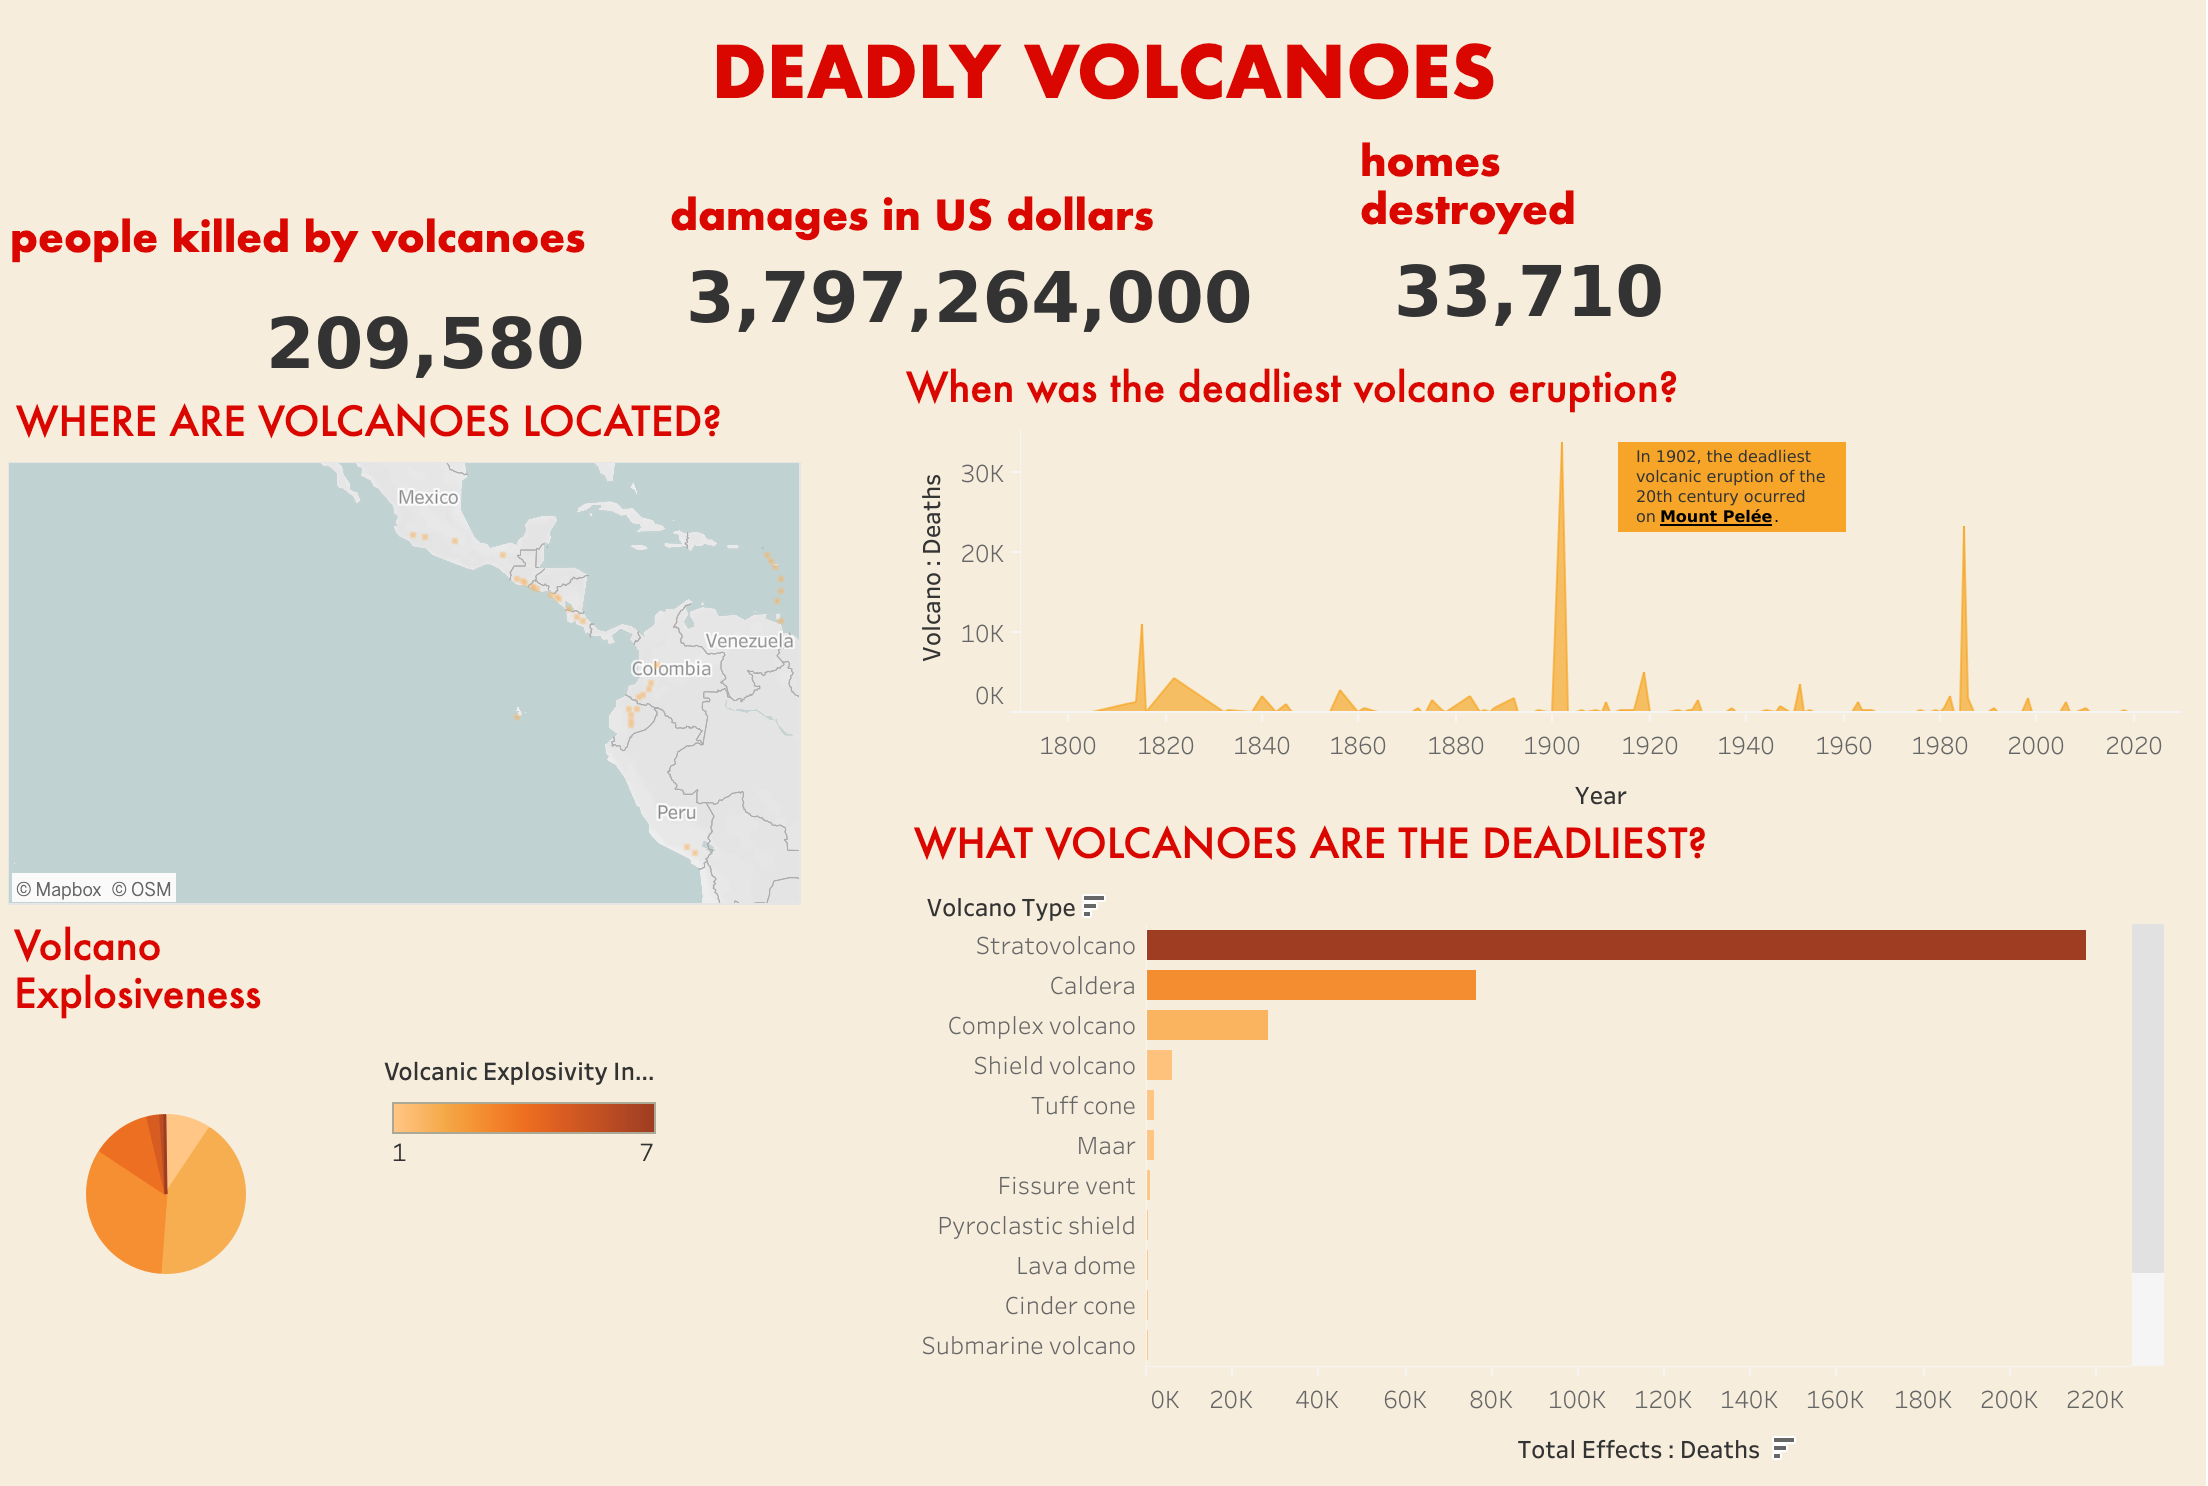 DEADLY VOLCANOES
people killed by volcanoes
209,580
damages in US dollars
3,797,264,000
homes
destroyed
33,710
WHERE ARE VOLCANOES LOCATED?
Mexico
Venezuela
Colombia
Peru
© Mapbox © OSM
When was the deadliest volcano eruption?
Volcano : Deaths
30K
20K
10K
0K
In 1902, the deadliest
volcanic eruption of the
20th century ocurred
on Mount Pelée.
1800 1820 1840 1860 1880 1900 1920 1940 1960 1980 2000 2020
Year
Volcano
Explosiveness
Volcanic Explosivity In...
1 7
WHAT VOLCANOES ARE THE DEADLIEST?
Volcano Type
Stratovolcano
Caldera
Complex volcano
Shield volcano
Tuff cone
Maar
Fissure vent
Pyroclastic shield
Lava dome
Cinder cone
Submarine volcano
0K 20K 40K 60K 80K 100K 120K 140K 160K 180K 200K 220K
Total Effects : Deaths